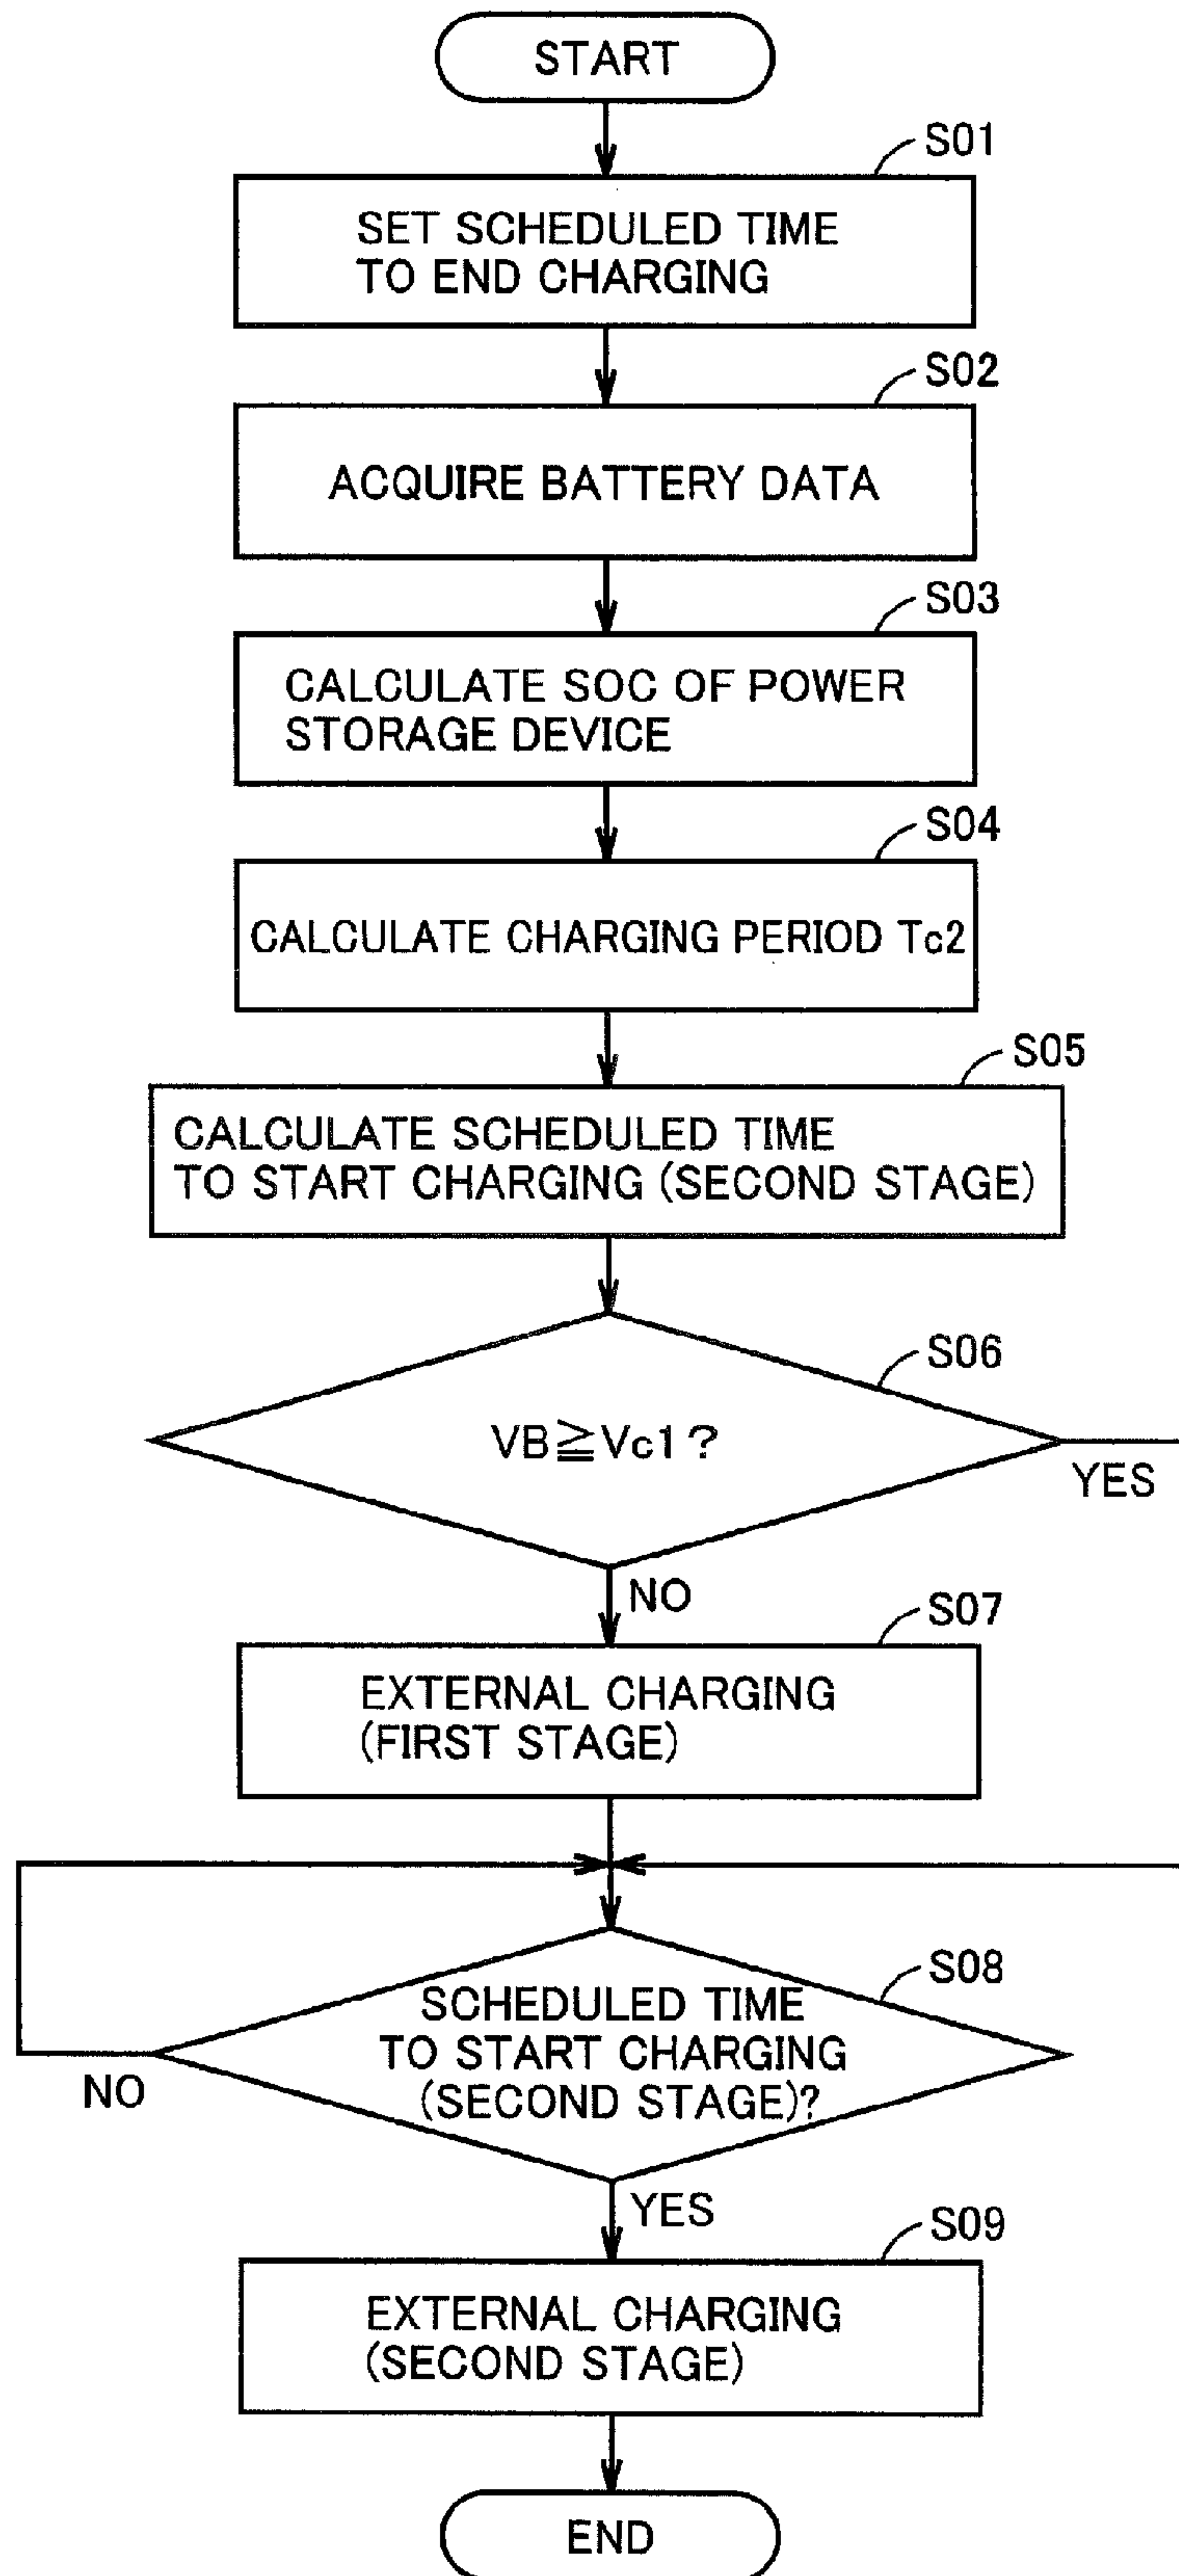 START
S01
SET SCHEDULED TIME
TO END CHARGING
S02
ACQUIRE BATTERY DATA
S03
CALCULATE SOC OF POWER
STORAGE DEVICE
S04
CALCULATE CHARGING PERIOD Tc2
S05
CALCULATE SCHEDULED TIME
TO START CHARGING (SECOND STAGE)
S06
VB≧Vc1?
YES
NO
S07
EXTERNAL CHARGING
(FIRST STAGE)
S08
SCHEDULED TIME
TO START CHARGING
(SECOND STAGE)?
NO
YES
S09
EXTERNAL CHARGING
(SECOND STAGE)
END